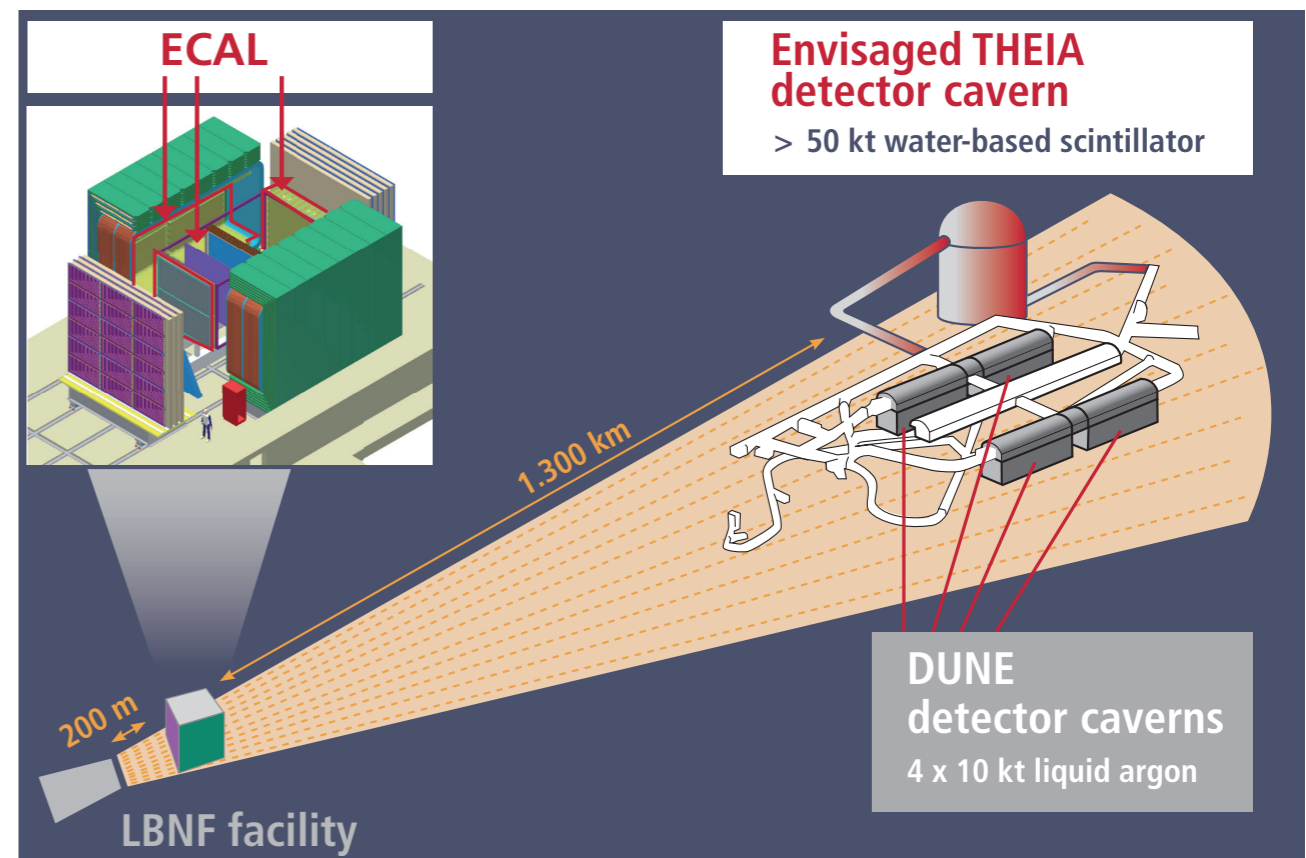 ECAL
Envisaged THEIA
detector cavern
> 50 kt water-based scintillator
1.300 km
200 m
DUNE
detector caverns
4 x 10 kt liquid argon
LBNF facility